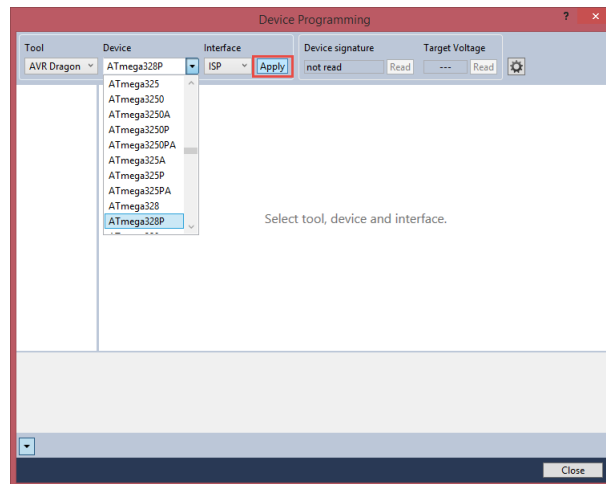 Device Programming
?
×
Tool
Device
Interface
Device signature
Target Voltage
AVR Dragon
ATmega328P
ISP
Apply
not read
Read
---
Read
ATmega325
ATmega3250
ATmega3250A
ATmega3250P
ATmega3250PA
ATmega325A
ATmega325P
ATmega325PA
ATmega328
ATmega328P
Select tool, device and interface.
Close